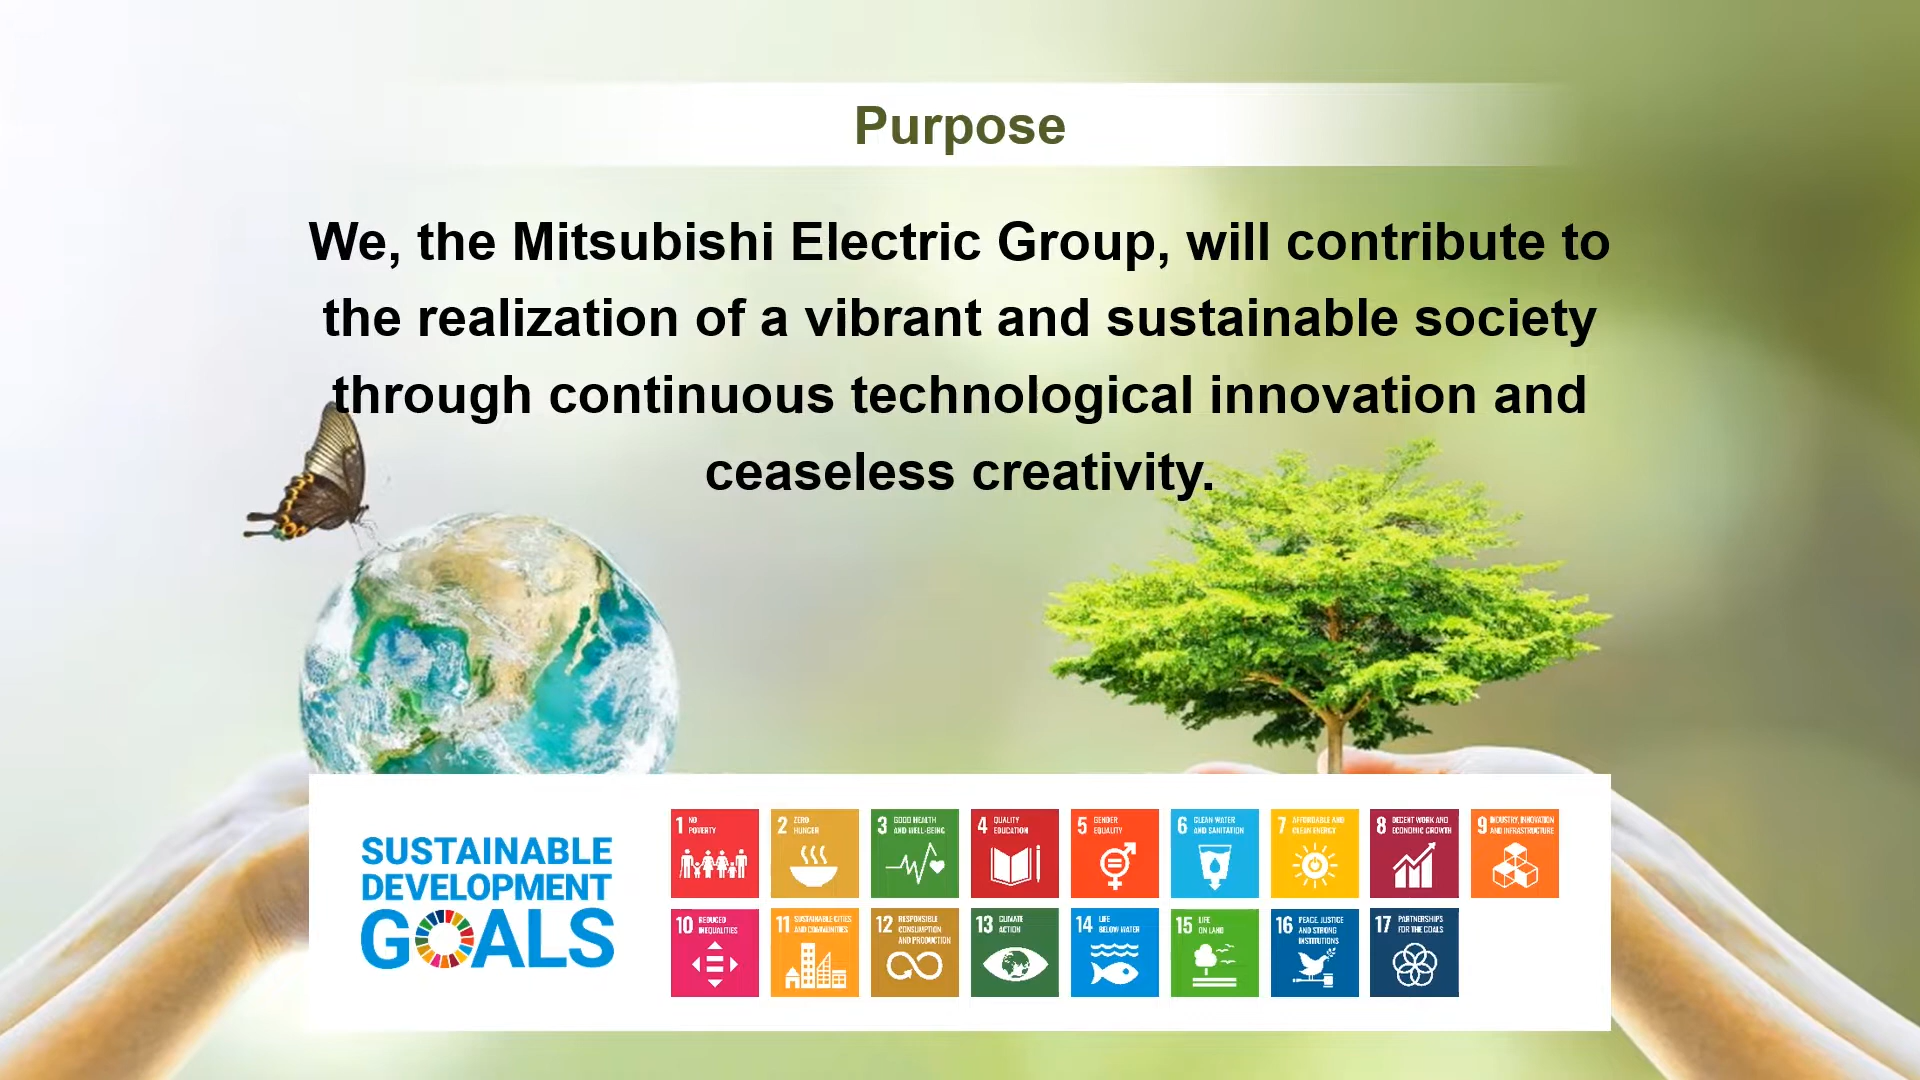 Purpose
We, the Mitsubishi Electric Group, will contribute to
the realization of a vibrant and sustainable society
through continuous technological innovation and
ceaseless creativity.
SUSTAINABLE
DEVELOPMENT
GOALS
1 NO
POVERTY
2 ZERO
HUNGER
3 GOOD HEALTH
AND WELL-BEING
4 QUALITY
EDUCATION
5 GENDER
EQUALITY
6 CLEAN WATER
AND SANITATION
7 AFFORDABLE AND
CLEAN ENERGY
8 DECENT WORK AND
ECONOMIC GROWTH
9 INDUSTRY, INNOVATION
AND INFRASTRUCTURE
10 REDUCED
INEQUALITIES
11 SUSTAINABLE CITIES
AND COMMUNITIES
12 RESPONSIBLE
CONSUMPTION
AND PRODUCTION
13 CLIMATE
ACTION
14 LIFE
BELOW WATER
15 LIFE
ON LAND
16 PEACE, JUSTICE
AND STRONG
INSTITUTIONS
17 PARTNERSHIPS
FOR THE GOALS